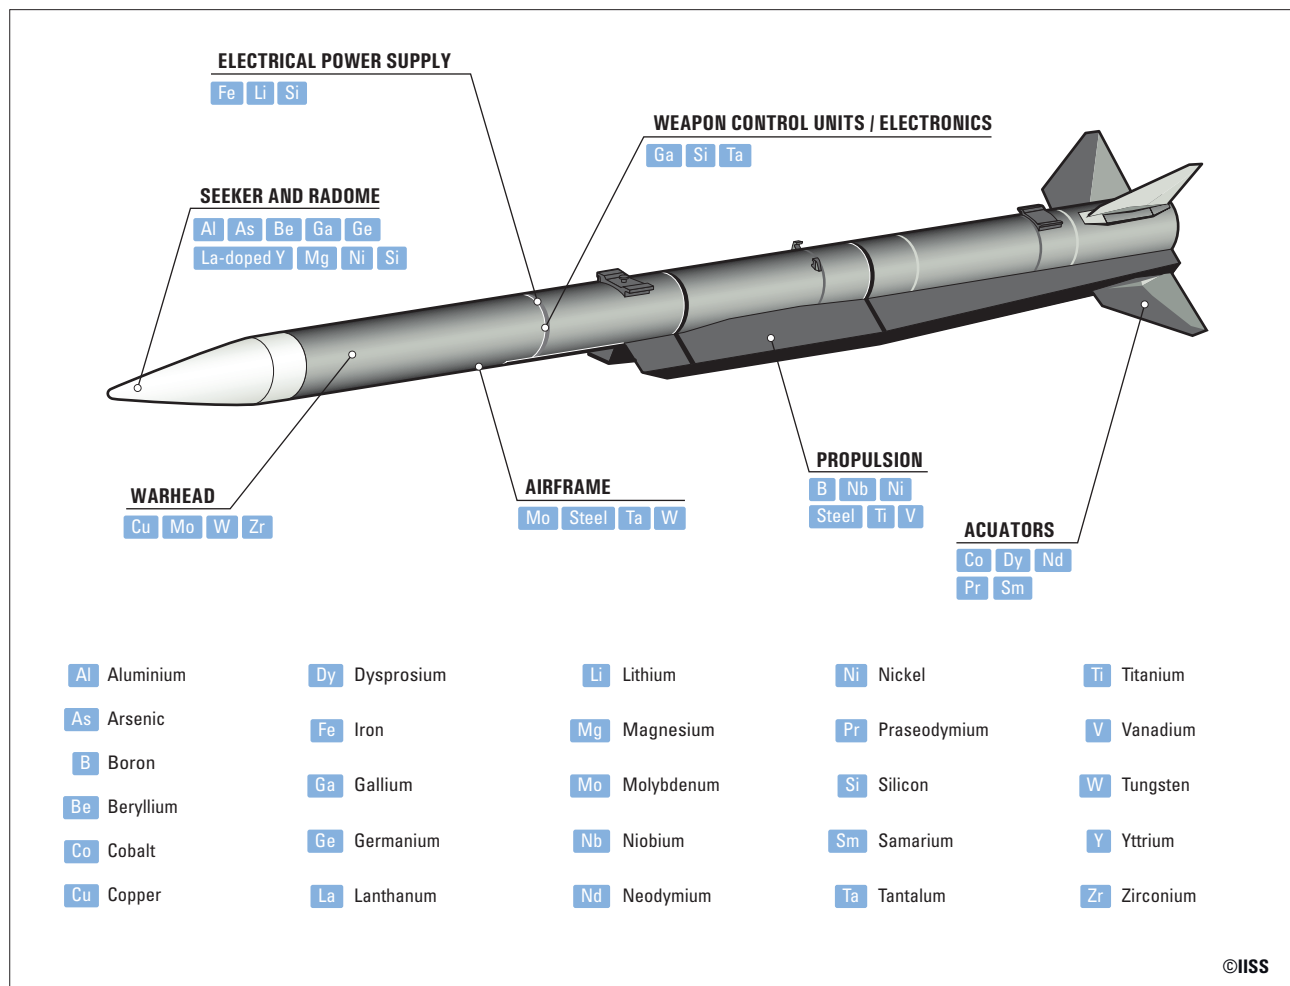 ELECTRICAL POWER SUPPLY
Fe Li Si
WEAPON CONTROL UNITS / ELECTRONICS
Ga Si Ta
SEEKER AND RADOME
Al As Be Ga Ge
La-doped Y Mg Ni Si
WARHEAD
Cu Mo W Zr
AIRFRAME
Mo Steel Ta W
PROPULSION
B Nb Ni
Steel Ti V
ACUATORS
Co Dy Nd
Pr Sm
Al Aluminium
As Arsenic
B Boron
Be Beryllium
Co Cobalt
Cu Copper
Dy Dysprosium
Fe Iron
Ga Gallium
Ge Germanium
La Lanthanum
Li Lithium
Mg Magnesium
Mo Molybdenum
Nb Niobium
Nd Neodymium
Ni Nickel
Pr Praseodymium
Si Silicon
Sm Samarium
Ta Tantalum
Ti Titanium
V Vanadium
W Tungsten
Y Yttrium
Zr Zirconium
©IISS